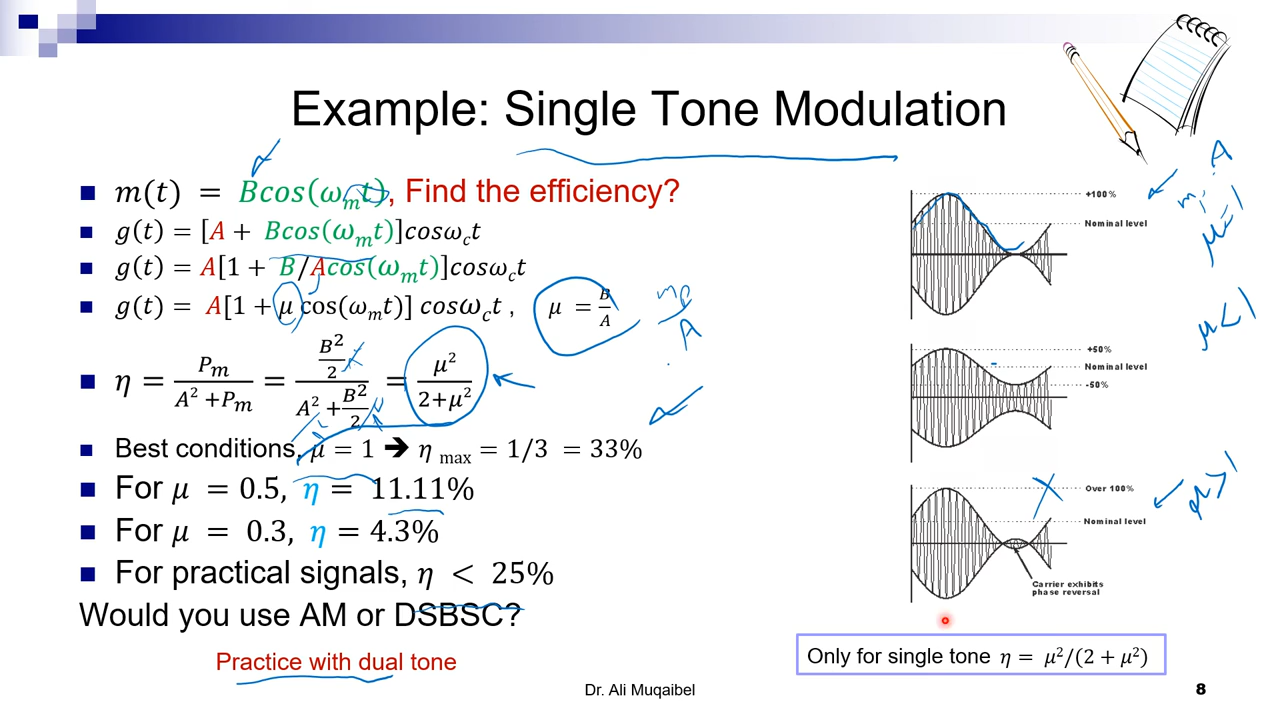 Example: Single Tone Modulation
m(t) = Bcos(ω_m t), Find the efficiency?
g(t) = [A + Bcos(ω_m t)]cosω_c t
g(t) = A[1 + B/Acos(ω_m t)]cosω_c t
g(t) = A[1 + μ cos(ω_m t)] cosω_c t , μ = B/A
m_p/A
η = P_m/(A² +P_m) = (B²/2)/(A² + B²/2) = μ²/(2+μ²)
Best conditions, μ = 1 → η max = 1/3 = 33%
For μ = 0.5, η = 11.11%
For μ = 0.3, η = 4.3%
For practical signals, η < 25%
Would you use AM or DSBSC?
Practice with dual tone
+100%
Nominal level
μ=1
μ<1
+50%
Nominal level
-50%
Over 100%
Nominal level
μ>1
Carrier exhibits
phase reversal
Only for single tone η = μ²/(2 + μ²)
Dr. Ali Muqaibel
8